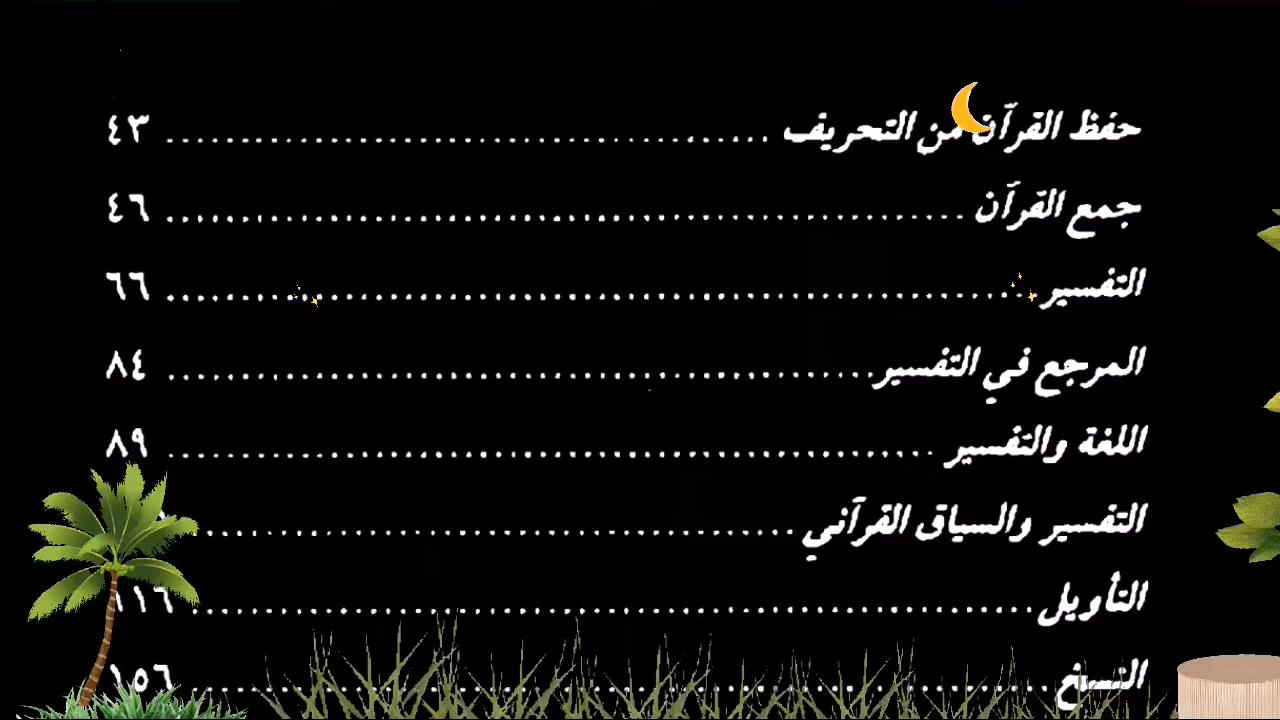 حفظ القرآن من التحريف ٤٣
جمع القرآن ٤٦
التفسير ٦٦
المرجع في التفسير ٨٤
اللغة والتفسير ٨٩
التفسير والسياق القرآني
التأويل ١١٦
النسخ ١٥٦